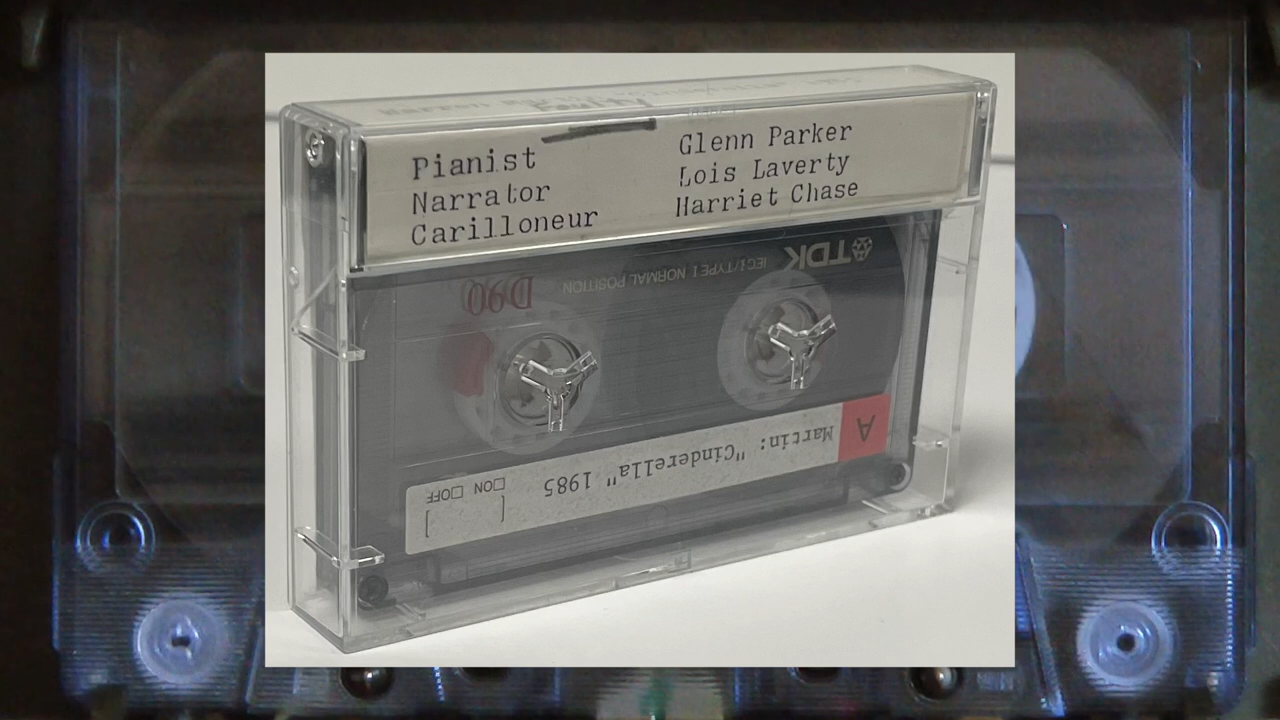 Pianist Glenn Parker
Narrator Lois Laverty
Carilloneur Harriet Chase
TDK
IEC I/TYPE I NORMAL POSITION
D90
A
Martin: "Cinderella" 1985
ON OFF